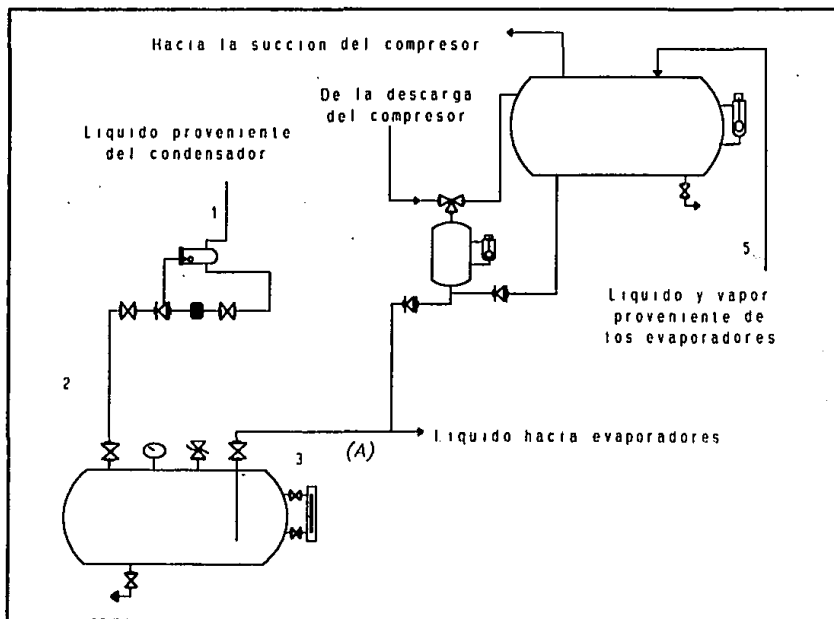 Hacia la succion del compresor
De la descarga
del compresor
Liquido proveniente
del condensador
1
5
Liquido y vapor
proveniente de
tos evaporadores
2
3
(A)
Liquido hacia evaporadores